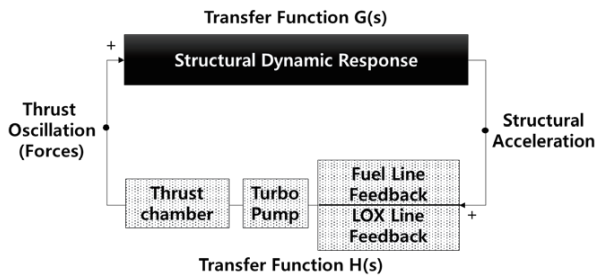 Transfer Function G(s)
+
Structural Dynamic Response
Thrust
Oscillation
(Forces)
Structural
Acceleration
Thrust
chamber
Turbo
Pump
Fuel Line
Feedback
LOX Line
Feedback
+
Transfer Function H(s)